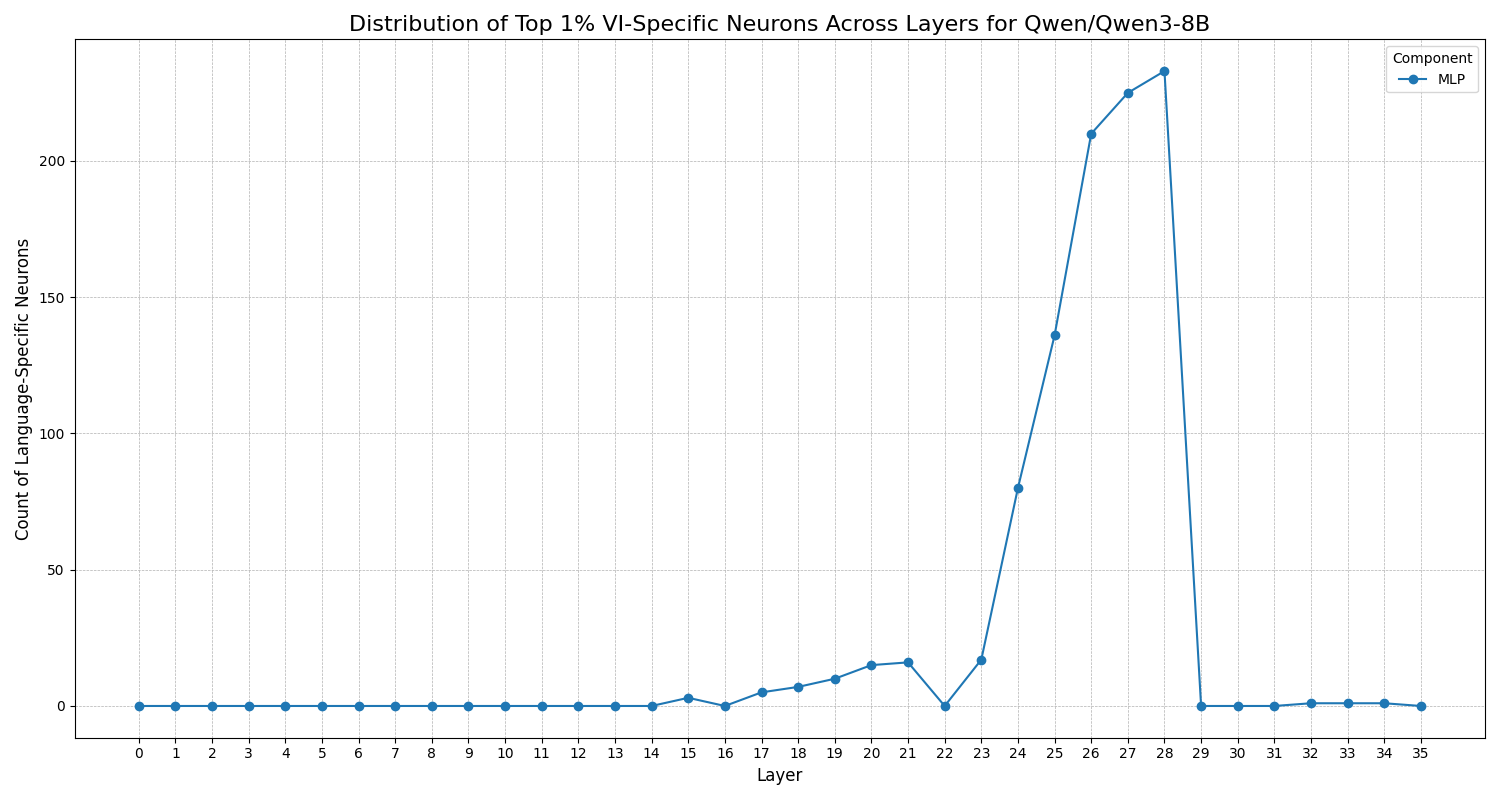 Distribution of Top 1% VI-Specific Neurons Across Layers for Qwen/Qwen3-8B
Component
MLP
Count of Language-Specific Neurons
200
150
100
50
0
0 1 2 3 4 5 6 7 8 9 10 11 12 13 14 15 16 17 18 19 20 21 22 23 24 25 26 27 28 29 30 31 32 33 34 35
Layer